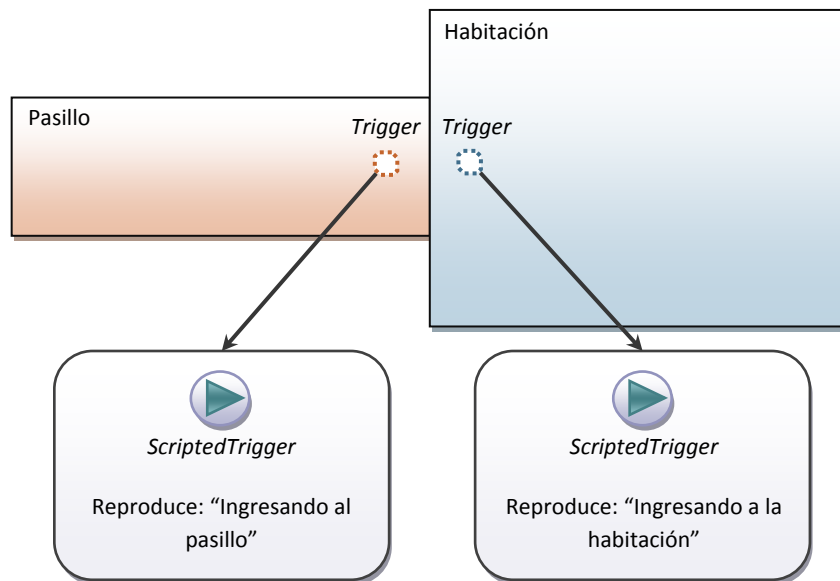 Habitación
Pasillo
Trigger
Trigger
ScriptedTrigger
Reproduce: “Ingresando al
pasillo”
ScriptedTrigger
Reproduce: “Ingresando a la
habitación”